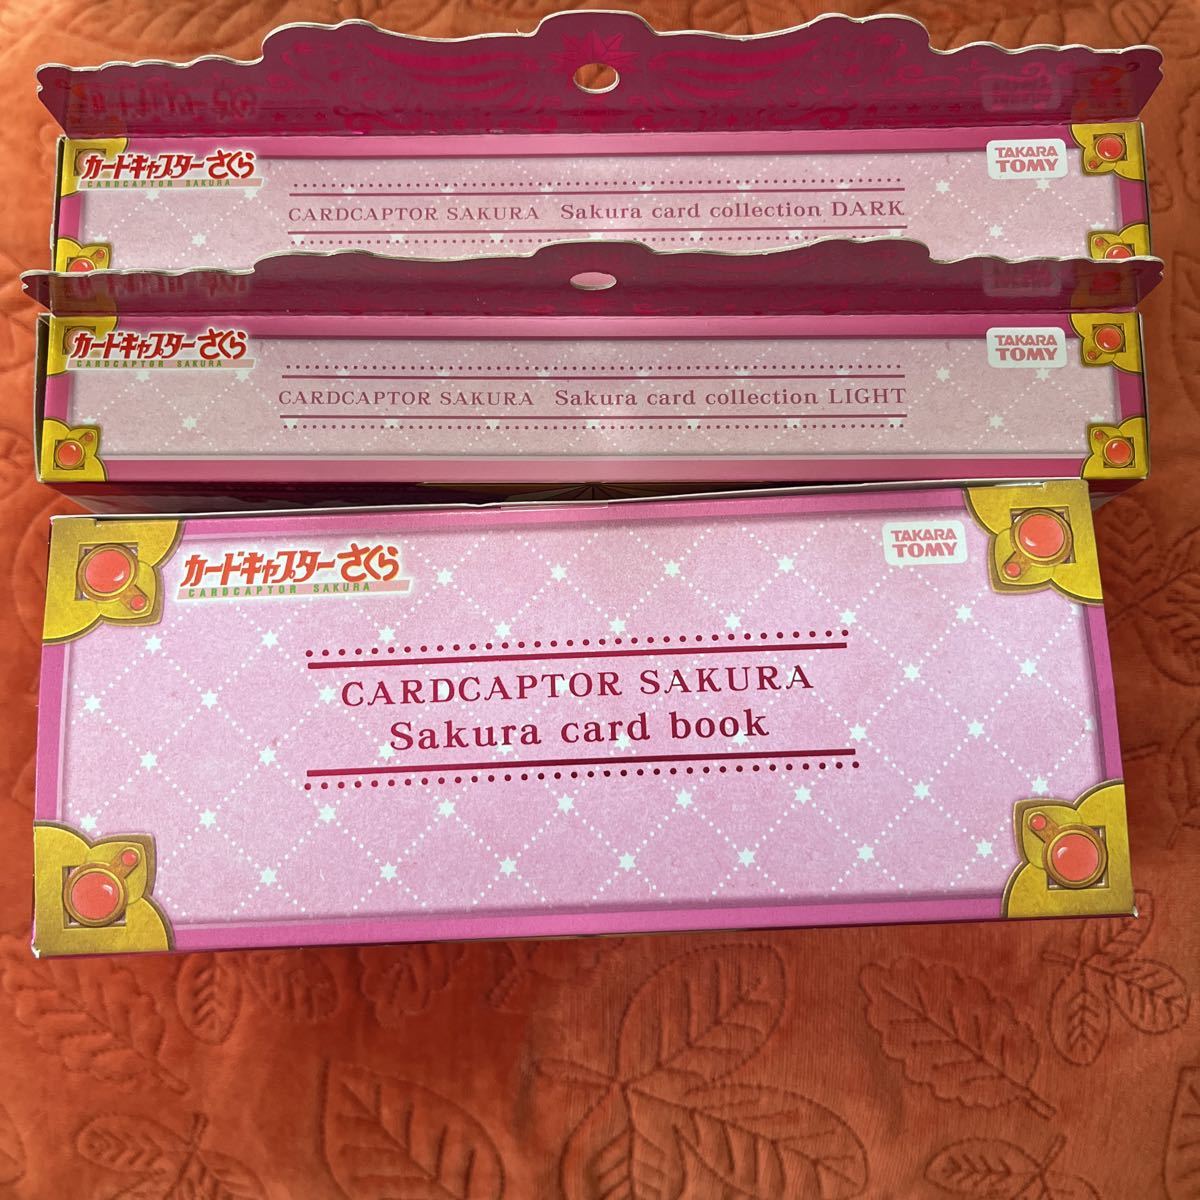 カードキャプターさくら
CARDCAPTOR SAKURA
TAKARA
TOMY
CARDCAPTOR SAKURA Sakura card collection DARK
カードキャプターさくら
CARDCAPTOR SAKURA
TAKARA
TOMY
CARDCAPTOR SAKURA Sakura card collection LIGHT
カードキャプターさくら
CARDCAPTOR SAKURA
TAKARA
TOMY
CARDCAPTOR SAKURA
Sakura card book